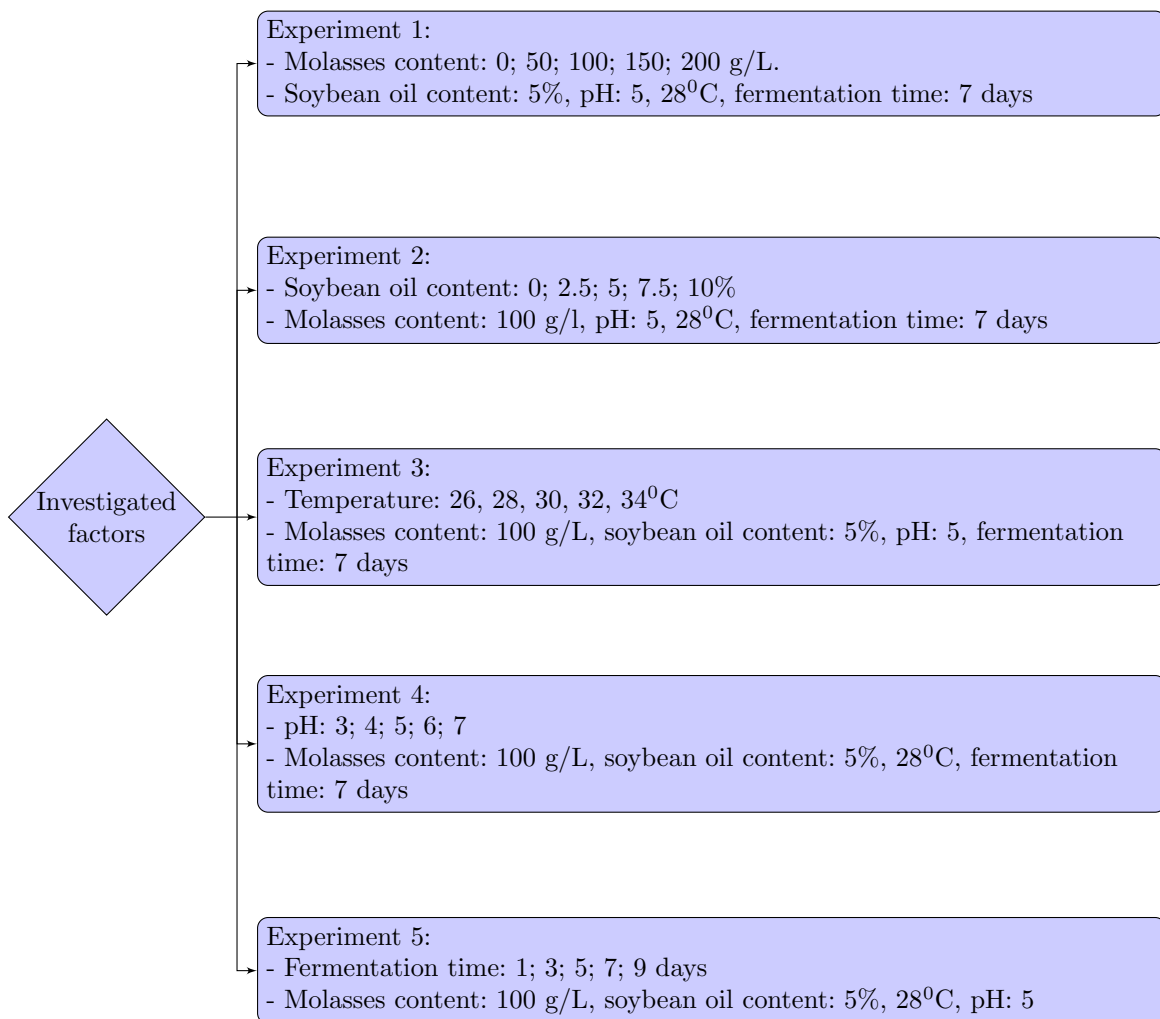 Experiment 1:
- Molasses content: 0; 50; 100; 150; 200 g/L.
- Soybean oil content: 5%, pH: 5, 28⁰C, fermentation time: 7 days
Experiment 2:
- Soybean oil content: 0; 2.5; 5; 7.5; 10%
- Molasses content: 100 g/l, pH: 5, 28⁰C, fermentation time: 7 days
Investigated
factors
Experiment 3:
- Temperature: 26, 28, 30, 32, 34⁰C
- Molasses content: 100 g/L, soybean oil content: 5%, pH: 5, fermentation
time: 7 days
Experiment 4:
- pH: 3; 4; 5; 6; 7
- Molasses content: 100 g/L, soybean oil content: 5%, 28⁰C, fermentation
time: 7 days
Experiment 5:
- Fermentation time: 1; 3; 5; 7; 9 days
- Molasses content: 100 g/L, soybean oil content: 5%, 28⁰C, pH: 5